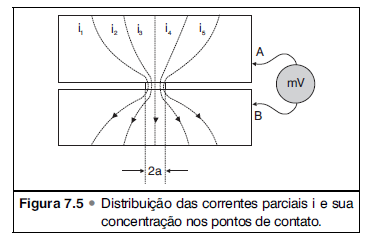 i₁ i₂ i₃ i₄ i₅
A
mV
B
2a
Figura 7.5 • Distribuição das correntes parciais i e sua
concentração nos pontos de contato.